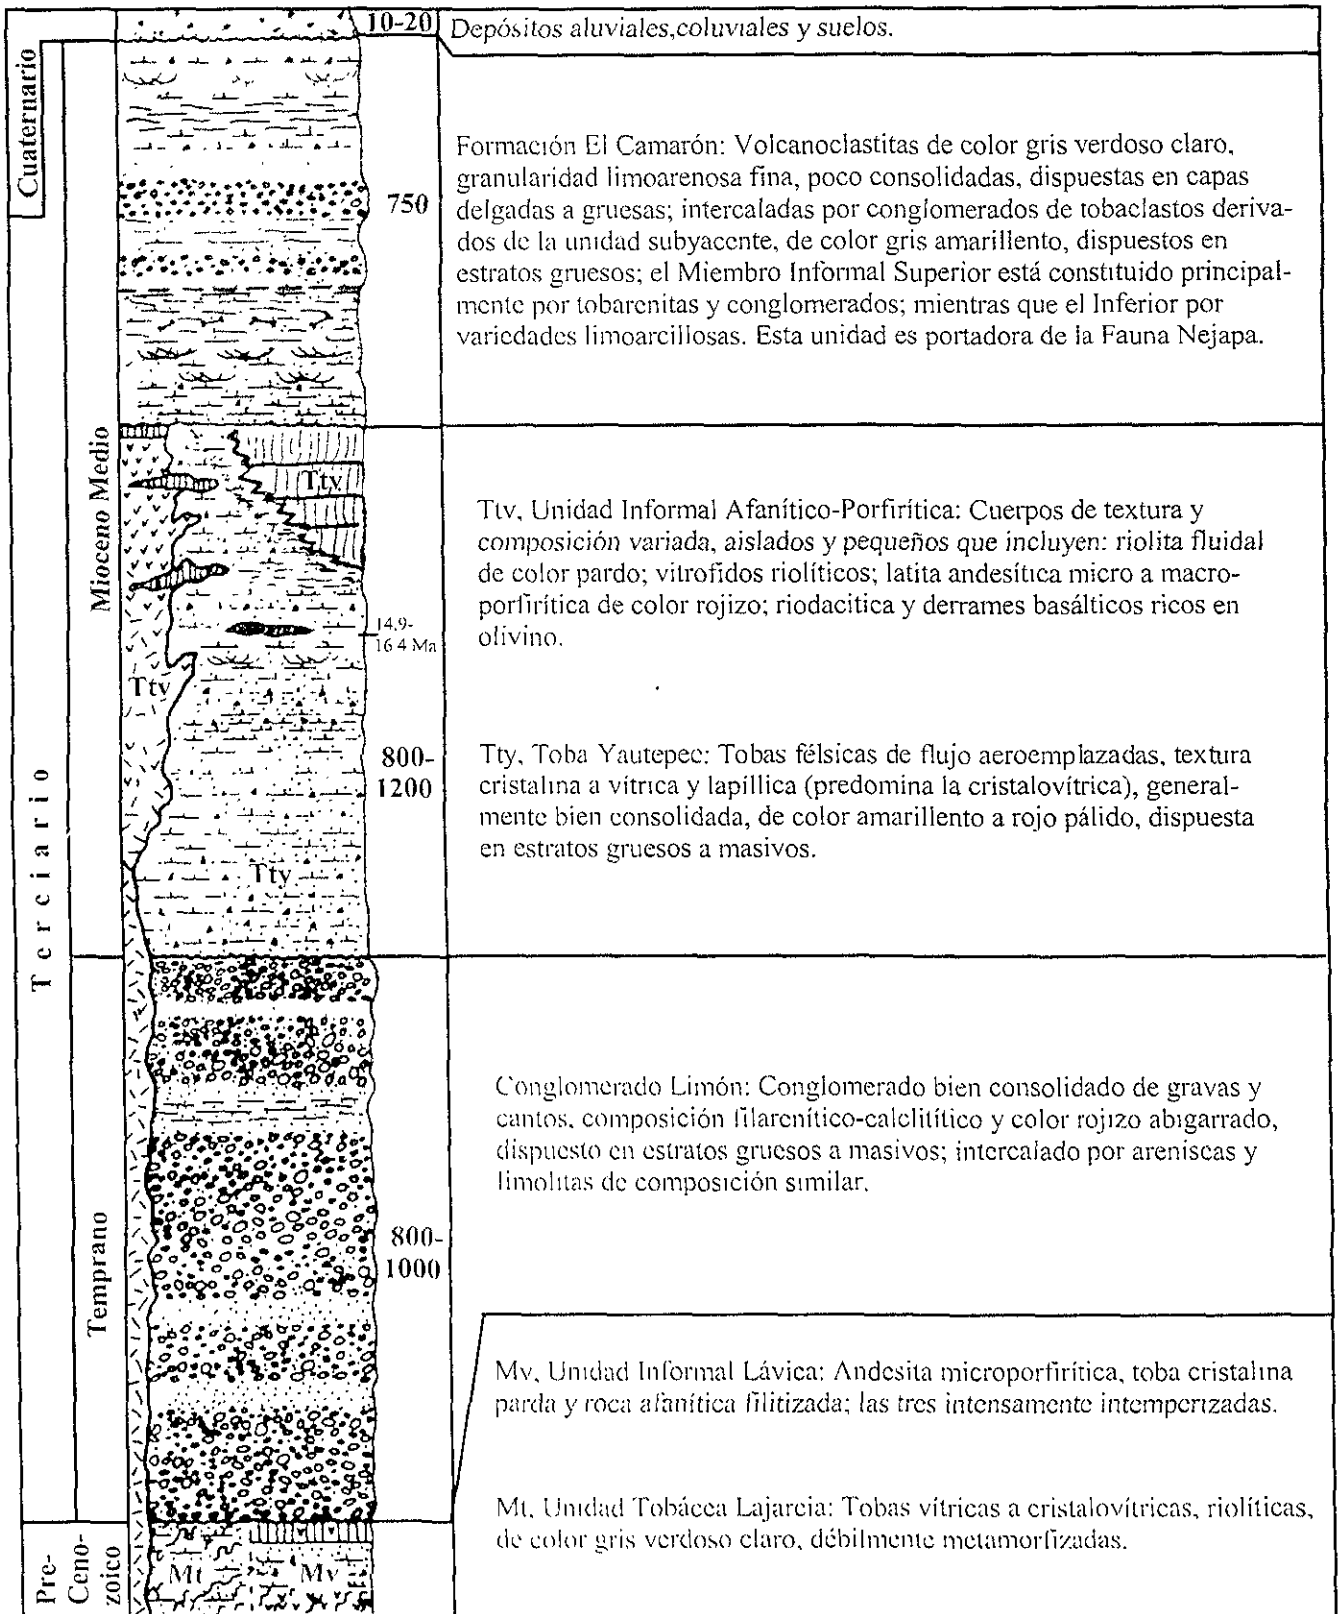 10-20
Depósitos aluviales,coluviales y suelos.
Cuaternario
750
Formación El Camarón: Volcanoclastitas de color gris verdoso claro,
granularidad limoarenosa fina, poco consolidadas, dispuestas en capas
delgadas a gruesas; intercaladas por conglomerados de tobaclastos deriva-
dos de la unidad subyacente, de color gris amarillento, dispuestos en
estratos gruesos; el Miembro Informal Superior está constituido principal-
mente por tobarenitas y conglomerados; mientras que el Inferior por
variedades limoarcillosas. Esta unidad es portadora de la Fauna Nejapa.
Terciario
Mioceno Medio
Ttv
Ttv, Unidad Informal Afanítico-Porfirítica: Cuerpos de textura y
composición variada, aislados y pequeños que incluyen: riolita fluidal
de color pardo; vitrofidos riolíticos; latita andesítica micro a macro-
porfirítica de color rojizo; riodacitica y derrames basálticos ricos en
olivino.
14.9-
16 4 Ma
Ttv
800-
1200
Tty, Toba Yautepec: Tobas félsicas de flujo aeroemplazadas, textura
cristalina a vítrica y lapíllica (predomina la cristalovítrica), general-
mente bien consolidada, de color amarillento a rojo pálido, dispuesta
en estratos gruesos a masivos.
Tty
Temprano
800-
1000
Conglomerado Limón: Conglomerado bien consolidado de gravas y
cantos, composición filarenítico-calclitítico y color rojizo abigarrado,
dispuesto en estratos gruesos a masivos; intercalado por areniscas y
limolitas de composición similar.
Mv, Unidad Informal Lávica: Andesita microporfirítica, toba cristalina
parda y roca afanítica filitizada; las tres intensamente intemperizadas.
Mt, Unidad Tobácea Lajarcia: Tobas vítricas a cristalovítricas, riolíticas,
de color gris verdoso claro, débilmente metamorfizadas.
Pre-
Ceno-
zoico
Mt
Mv